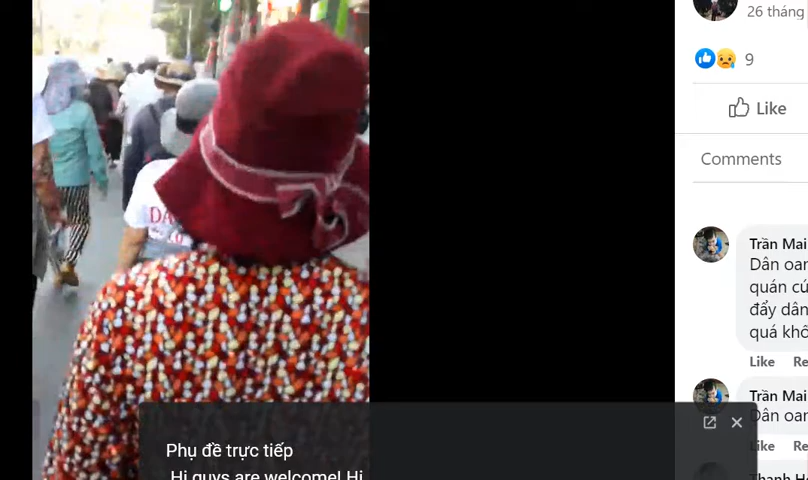 26 tháng
9
Like
Comments
Trần Mai
Dân oan
quán cú
đẩy dân
quá khô
Like
Trần Mai
Dân oan
Like
Phụ đề trực tiếp
Hi guys are welcome! Hi